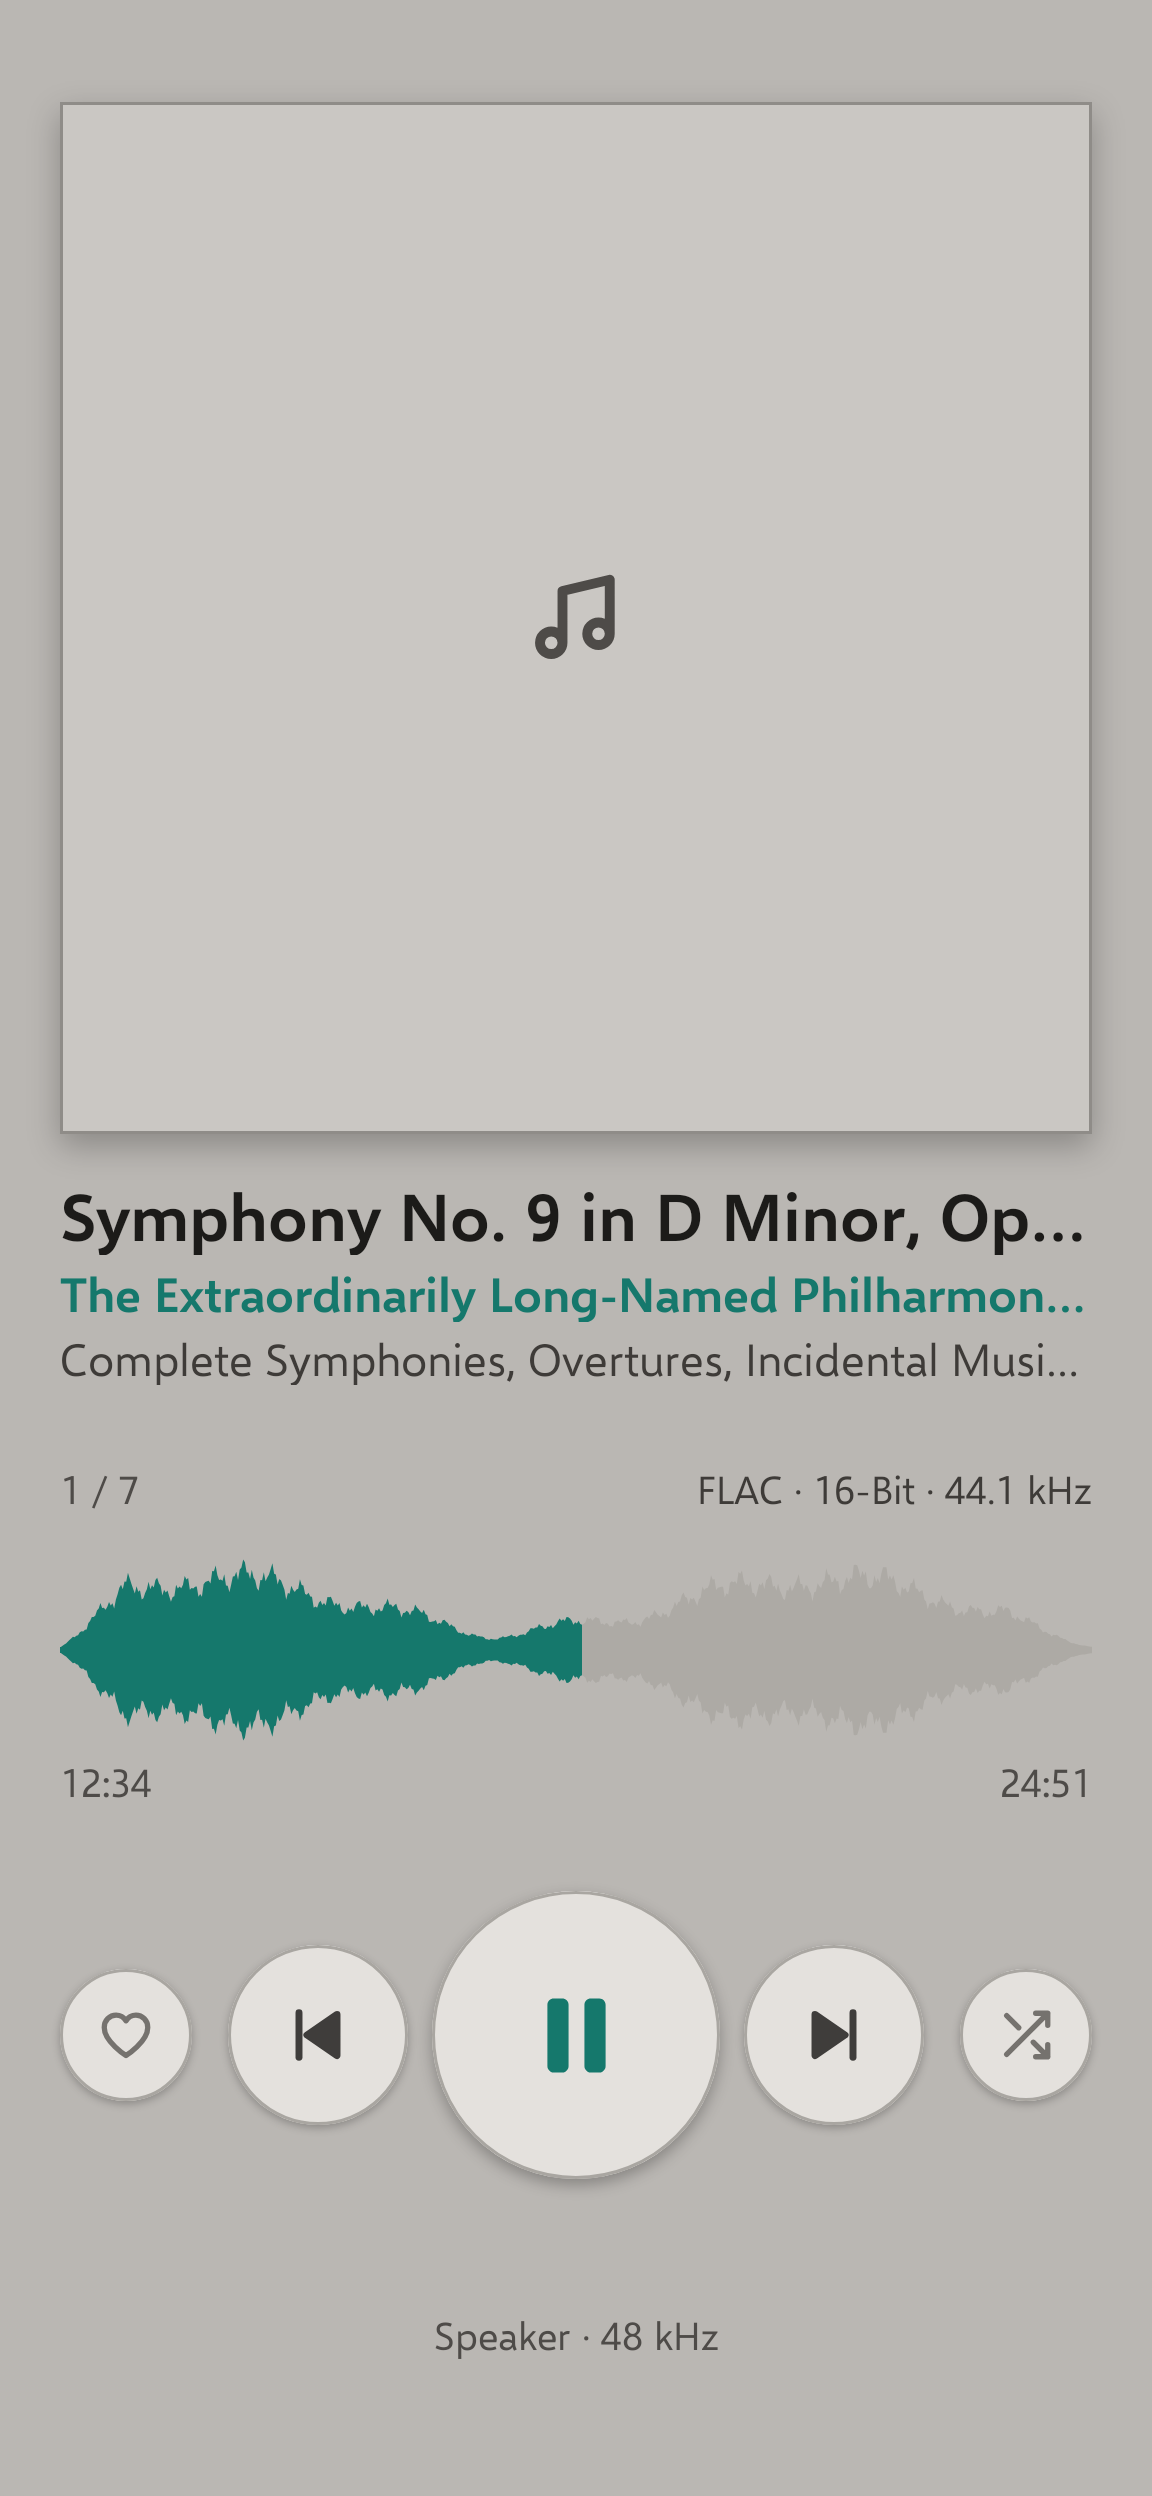 Symphony No. 9 in D Minor, Op...
The Extraordinarily Long-Named Philharmon...
Complete Symphonies, Overtures, Incidental Musi...
1 / 7
FLAC · 16-Bit · 44.1 kHz
12:34
24:51
Speaker · 48 kHz